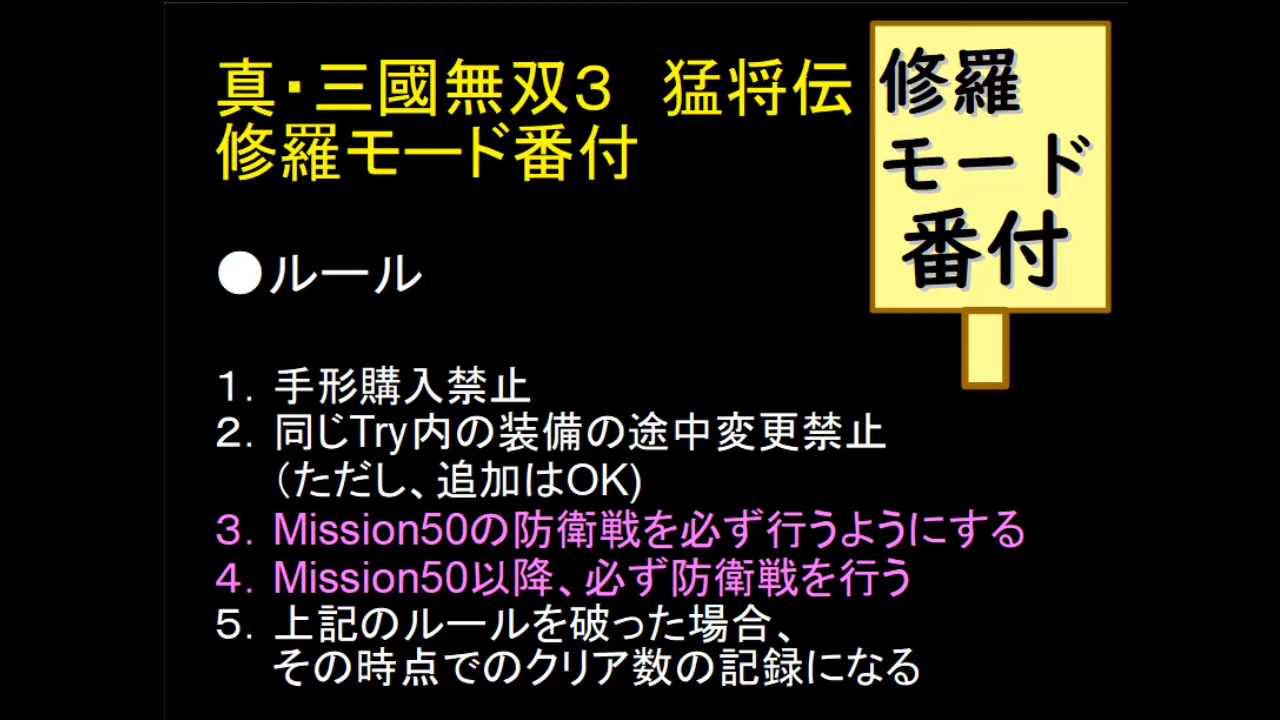 真・三國無双３　猛将伝
修羅モード番付
修羅
モード
番付
●ルール
１．手形購入禁止
２．同じTry内の装備の途中変更禁止
（ただし、追加はOK)
３．Mission50の防衛戦を必ず行うようにする
４．Mission50以降、必ず防衛戦を行う
５．上記のルールを破った場合、
その時点でのクリア数の記録になる